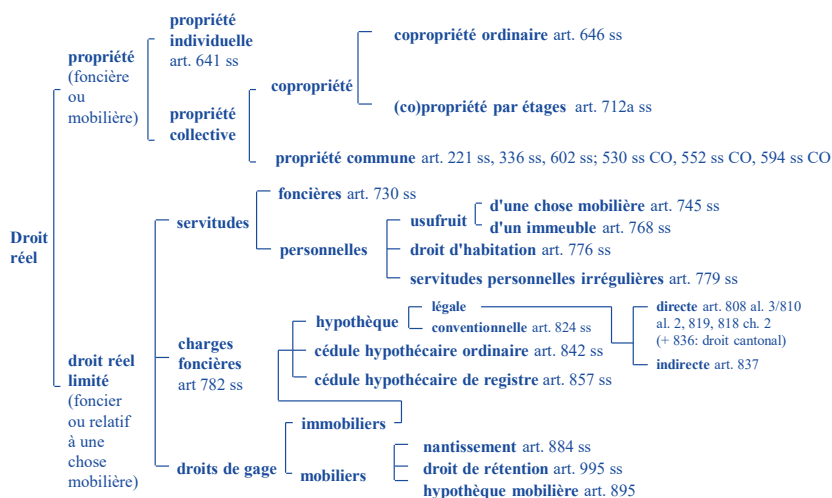 Droit
réel
propriété
(foncière
ou
mobilière)
propriété
individuelle
art. 641 ss
propriété
collective
copropriété
copropriété ordinaire art. 646 ss
(co)propriété par étages art. 712a ss
propriété commune art. 221 ss, 336 ss, 602 ss; 530 ss CO, 552 ss CO, 594 ss CO
droit réel
limité
(foncier
ou relatif
à une
chose
mobilière)
servitudes
foncières art. 730 ss
personnelles
usufruit
d'une chose mobilière art. 745 ss
d'un immeuble art. 768 ss
droit d'habitation art. 776 ss
servitudes personnelles irrégulières art. 779 ss
charges
foncières
art 782 ss
droits de gage
immobiliers
hypothèque
légale
directe art. 808 al. 3/810
al. 2, 819, 818 ch. 2
(+ 836: droit cantonal)
indirecte art. 837
conventionnelle art. 824 ss
cédule hypothécaire ordinaire art. 842 ss
cédule hypothécaire de registre art. 857 ss
mobiliers
nantissement art. 884 ss
droit de rétention art. 995 ss
hypothèque mobilière art. 895